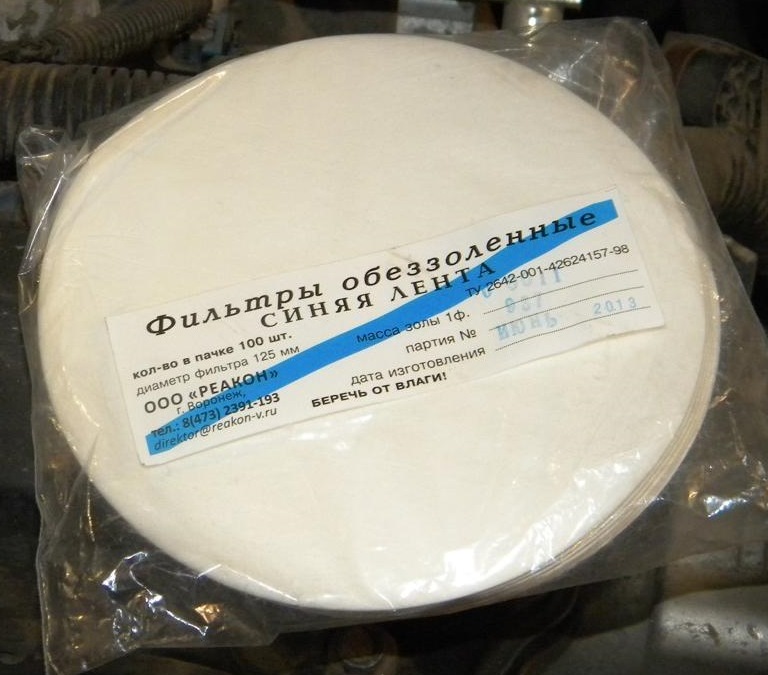 Фильтры обеззоленные
СИНЯЯ ЛЕНТА
ТУ 2642-001-42624157-98
кол-во в пачке 100 шт.
диаметр фильтра 125 мм
ООО «РЕАКОН»
г. Воронеж,
тел.: 8(473) 2391-193
direktor@reakon-v.ru
масса золы 1ф.
партия №
дата изготовления ИЮНЬ 2013
БЕРЕЧЬ ОТ ВЛАГИ!